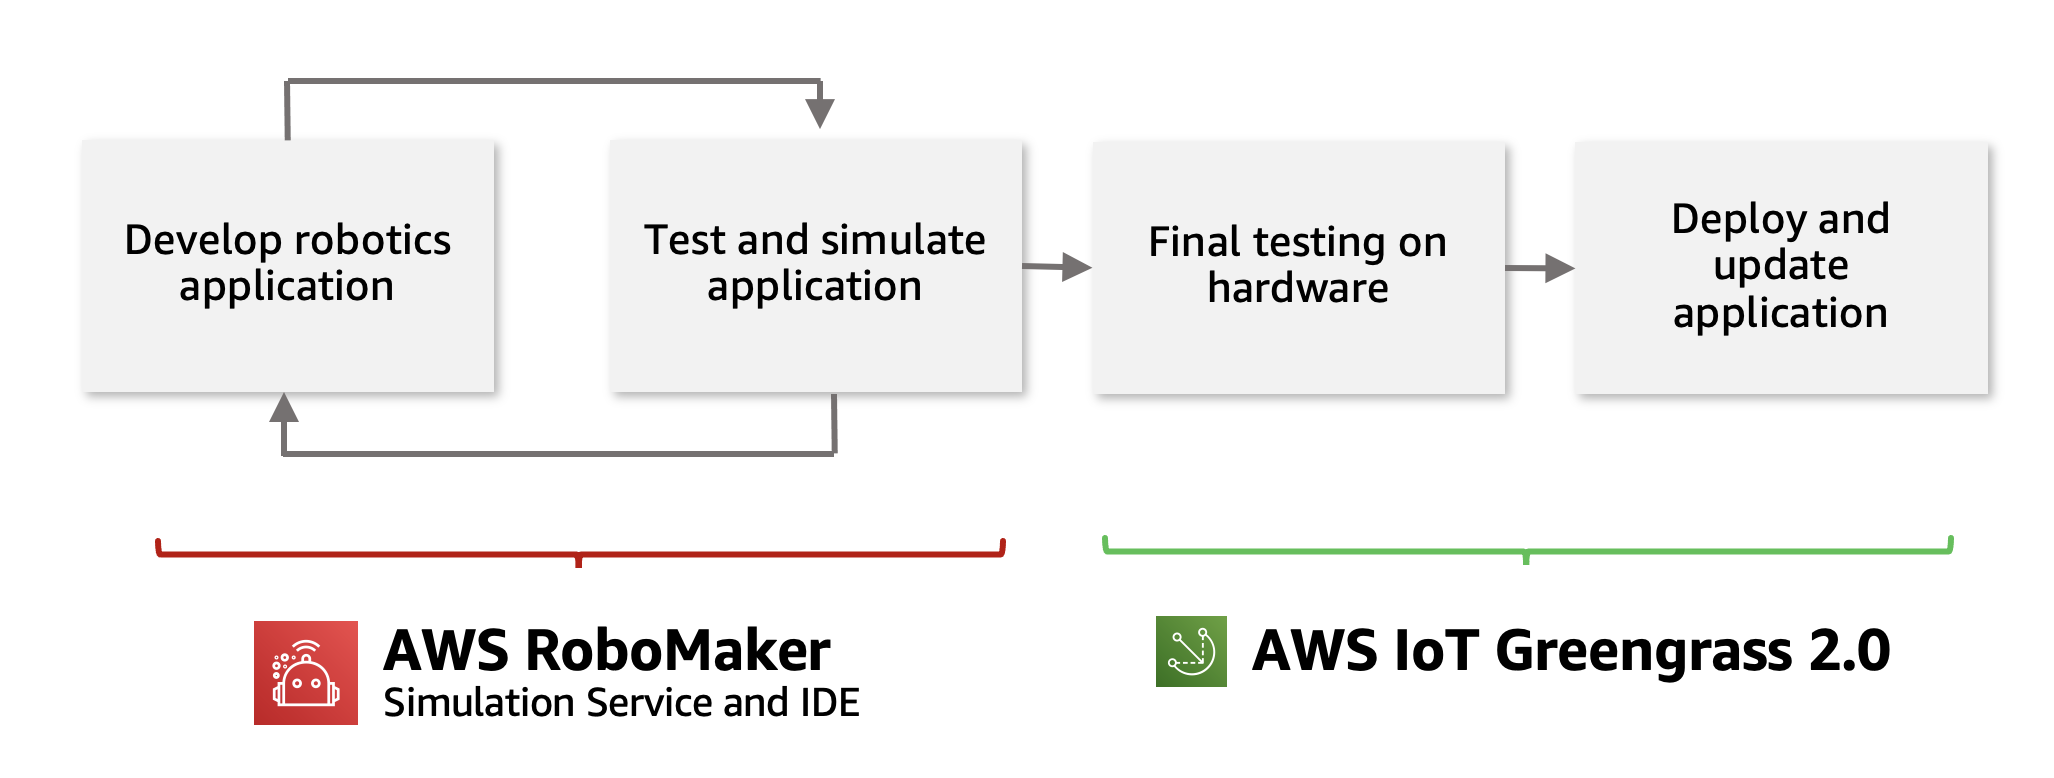 Develop robotics
application
Test and simulate
application
Final testing on
hardware
Deploy and
update
application
AWS RoboMaker
Simulation Service and IDE
AWS IoT Greengrass 2.0